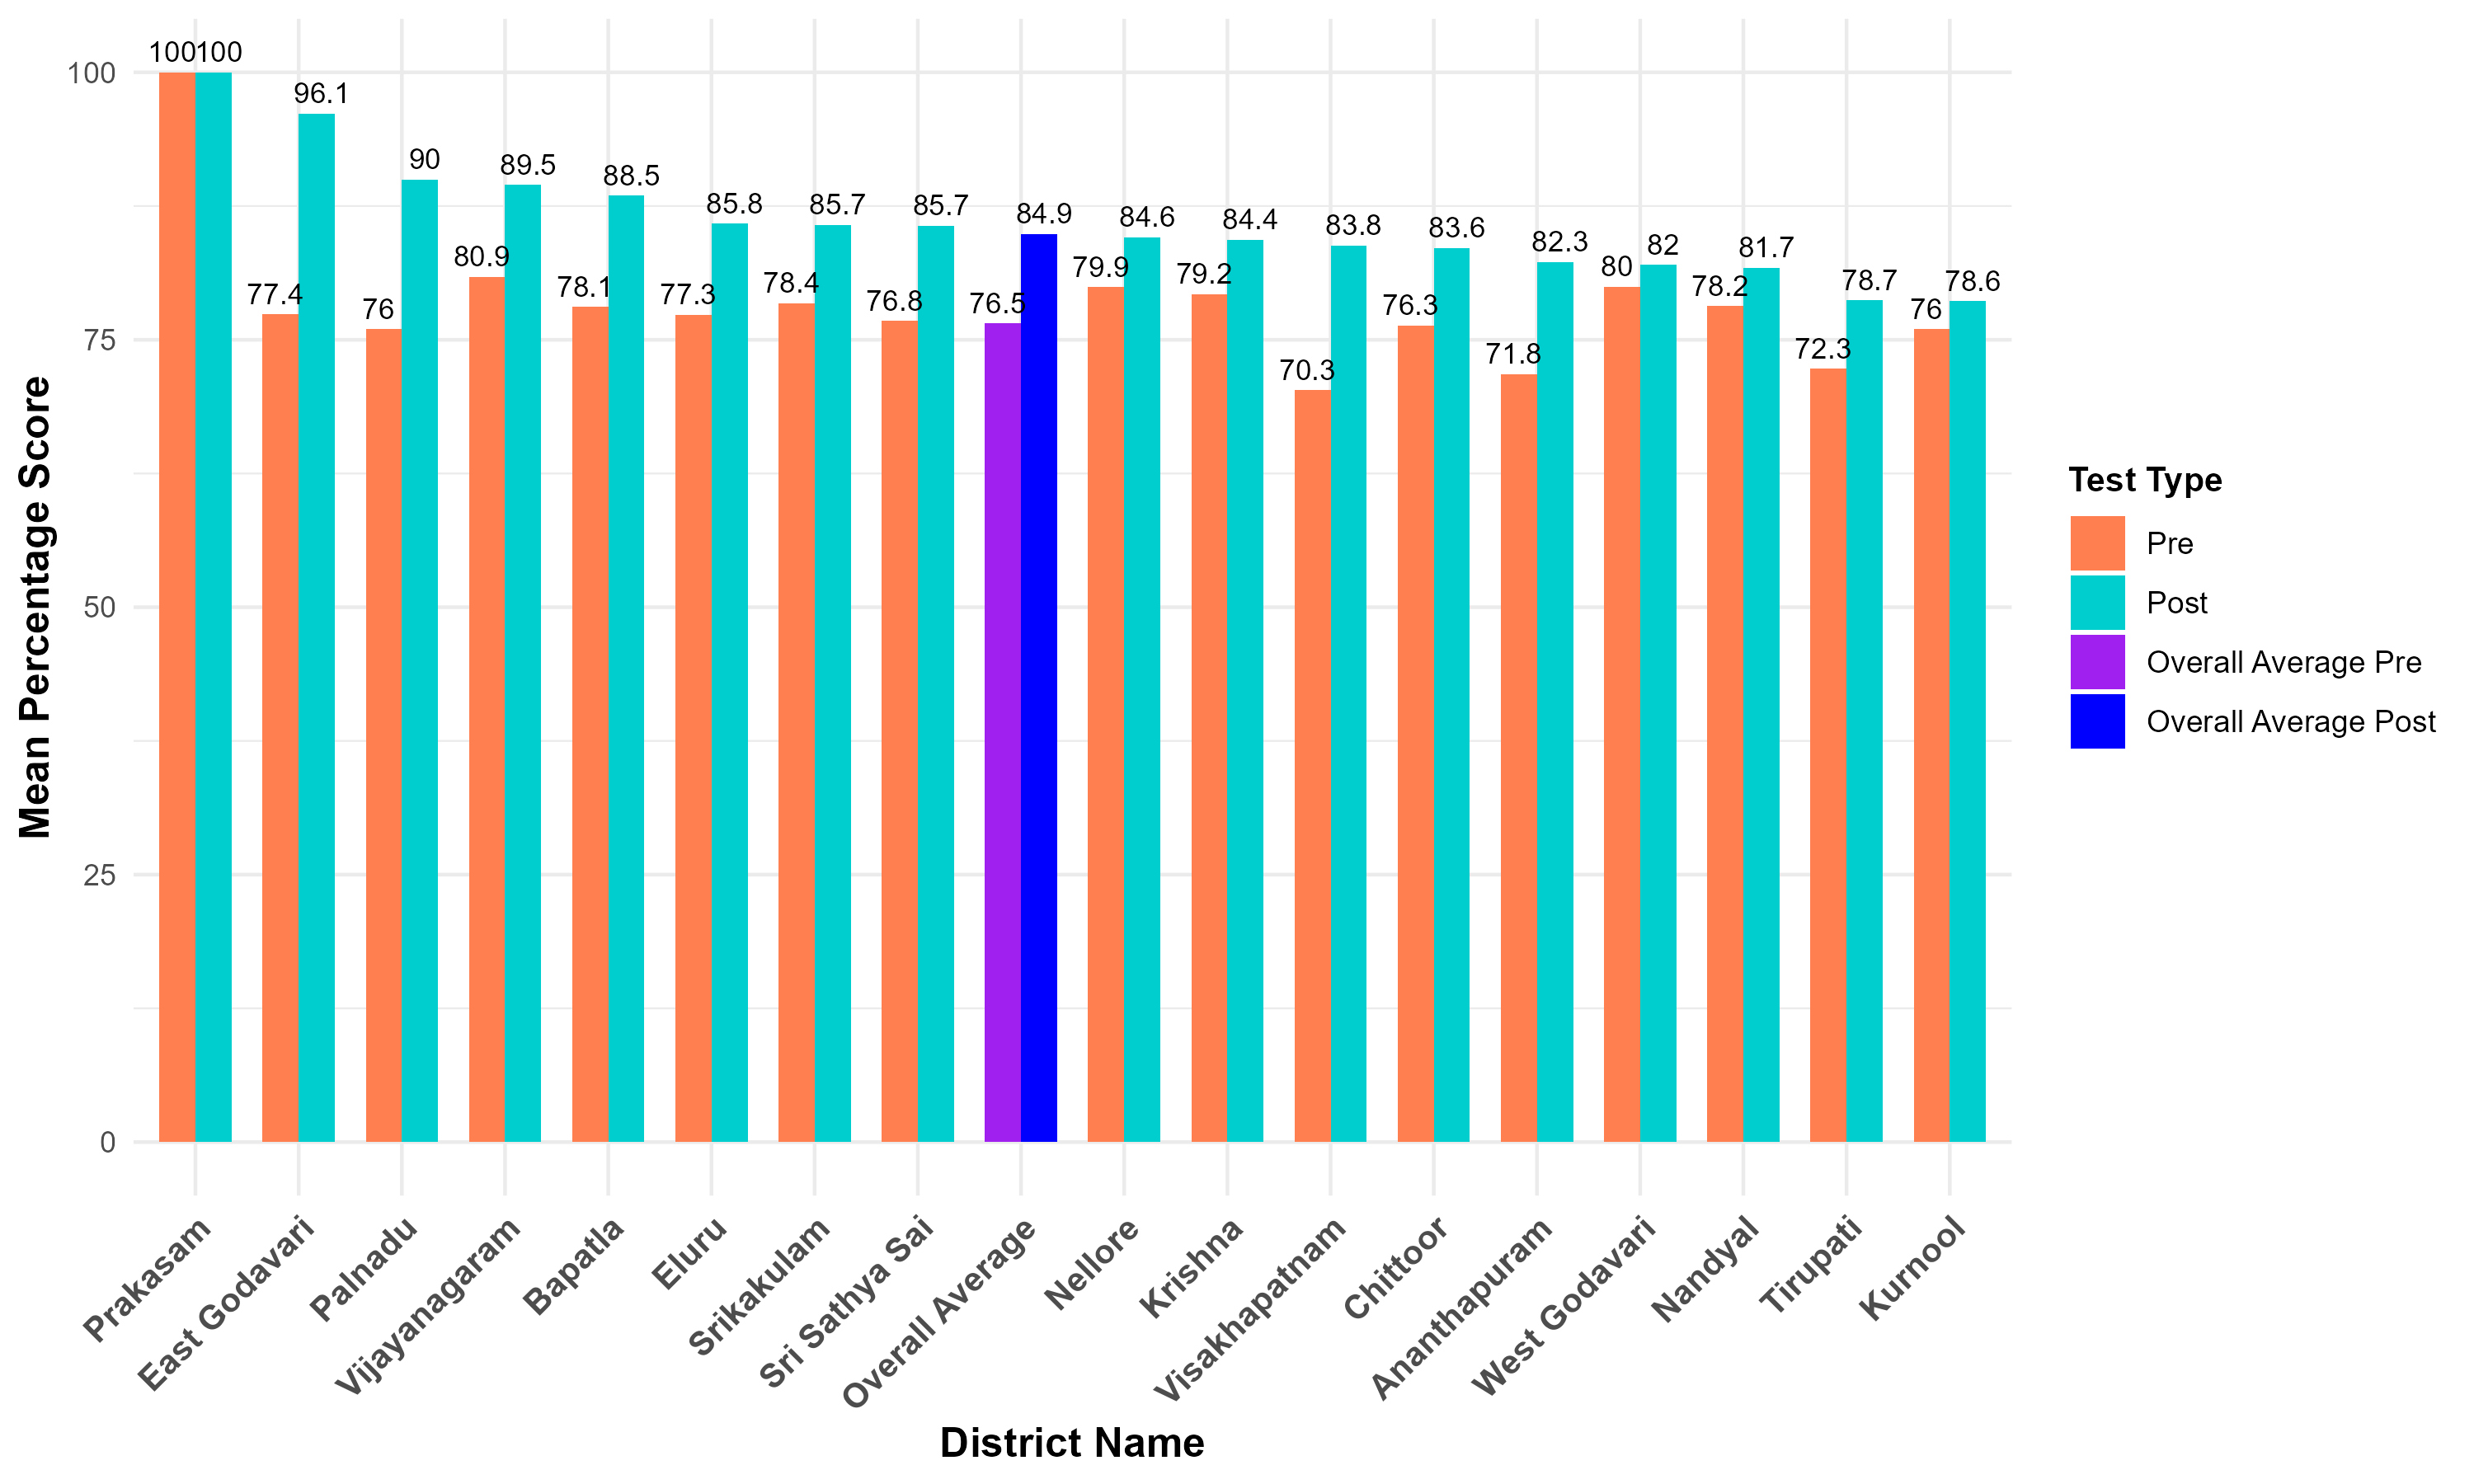 100 100
96.1
100
90
89.5
88.5
85.8
85.7
85.7
84.9
84.6
84.4
83.8
83.6
82.3
82
81.7
80.9
80
79.9
79.2
78.7
78.6
78.4
78.2
78.1
77.4
77.3
76.8
76.5
76.3
76
76
75
72.3
71.8
70.3
50
25
0
Mean Percentage Score
Test Type
Pre
Post
Overall Average Pre
Overall Average Post
Prakasam
East Godavari
Palnadu
Vijayanagaram
Bapatla
Eluru
Srikakulam
Sri Sathya Sai
Overall Average
Nellore
Krishna
Visakhapatnam
Chittoor
Ananthapuram
West Godavari
Nandyal
Tirupati
Kurnool
District Name